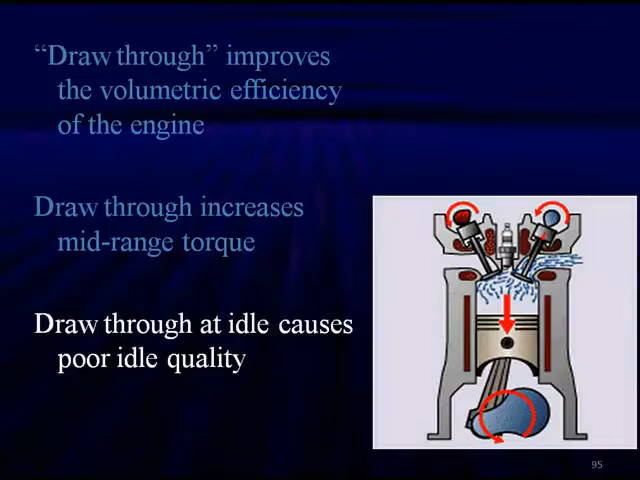 “Draw through” improves
the volumetric efficiency
of the engine
Draw through increases
mid-range torque
Draw through at idle causes
poor idle quality
95